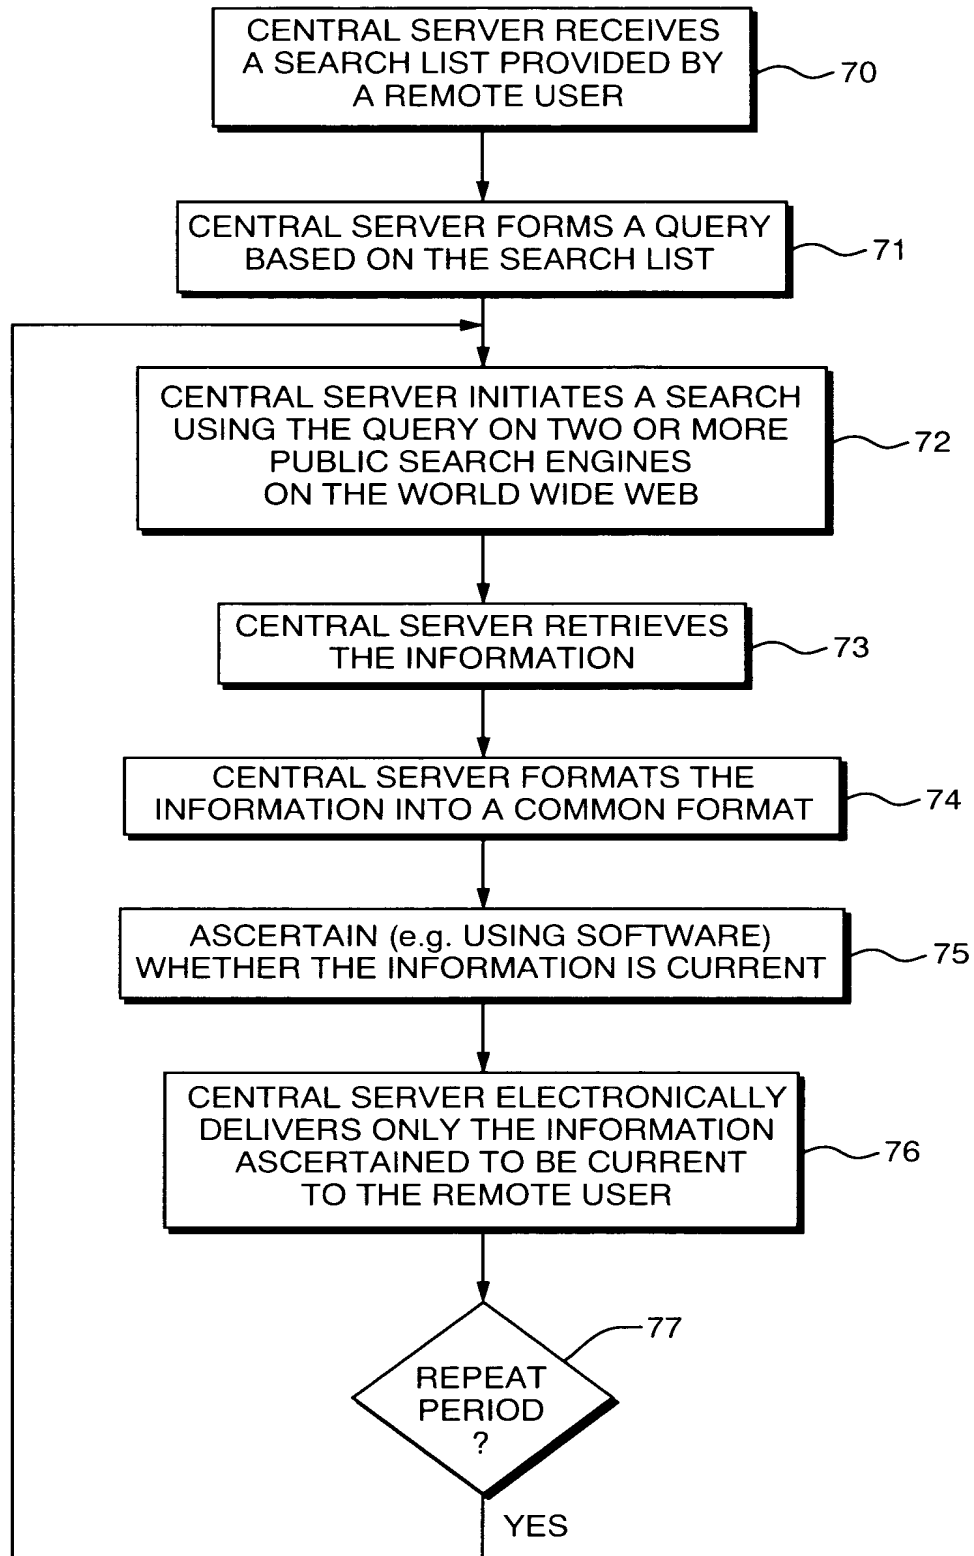 CENTRAL SERVER RECEIVES
A SEARCH LIST PROVIDED BY
A REMOTE USER
70
CENTRAL SERVER FORMS A QUERY
BASED ON THE SEARCH LIST
71
CENTRAL SERVER INITIATES A SEARCH
USING THE QUERY ON TWO OR MORE
PUBLIC SEARCH ENGINES
ON THE WORLD WIDE WEB
72
CENTRAL SERVER RETRIEVES
THE INFORMATION
73
CENTRAL SERVER FORMATS THE
INFORMATION INTO A COMMON FORMAT
74
ASCERTAIN (e.g. USING SOFTWARE)
WHETHER THE INFORMATION IS CURRENT
75
CENTRAL SERVER ELECTRONICALLY
DELIVERS ONLY THE INFORMATION
ASCERTAINED TO BE CURRENT
TO THE REMOTE USER
76
77
REPEAT
PERIOD
?
YES